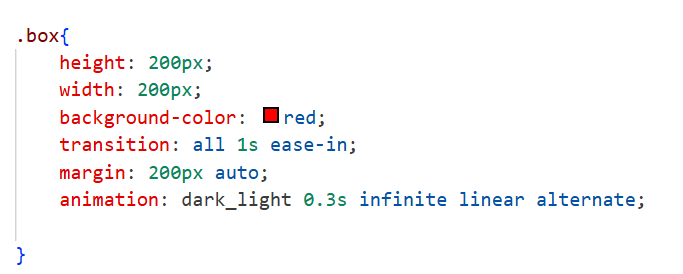 .box{
height: 200px;
width: 200px;
background-color: red;
transition: all 1s ease-in;
margin: 200px auto;
animation: dark_light 0.3s infinite linear alternate;
}